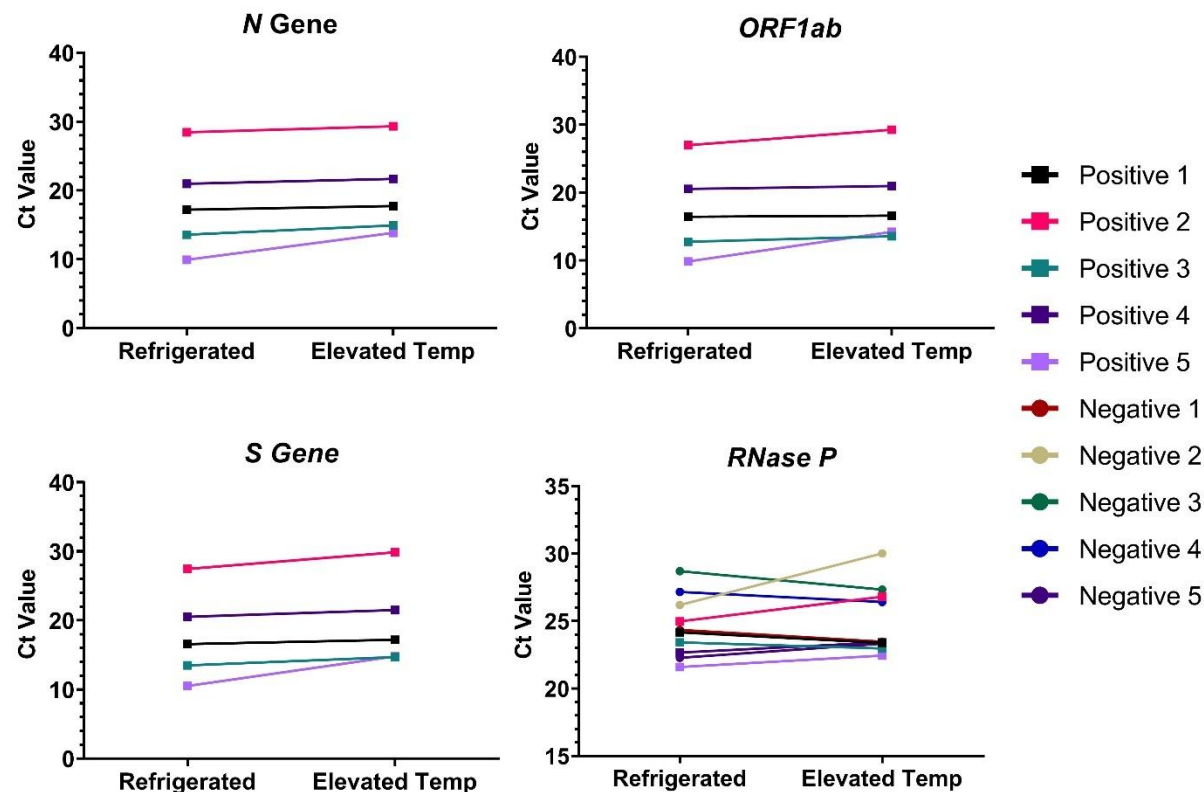 N Gene
40
30
20
10
0
Ct Value
Refrigerated Elevated Temp
ORF1ab
40
30
20
10
0
Ct Value
Refrigerated Elevated Temp
S Gene
40
30
20
10
0
Ct Value
Refrigerated Elevated Temp
RNase P
35
30
25
20
15
Ct Value
Refrigerated Elevated Temp
Positive 1
Positive 2
Positive 3
Positive 4
Positive 5
Negative 1
Negative 2
Negative 3
Negative 4
Negative 5